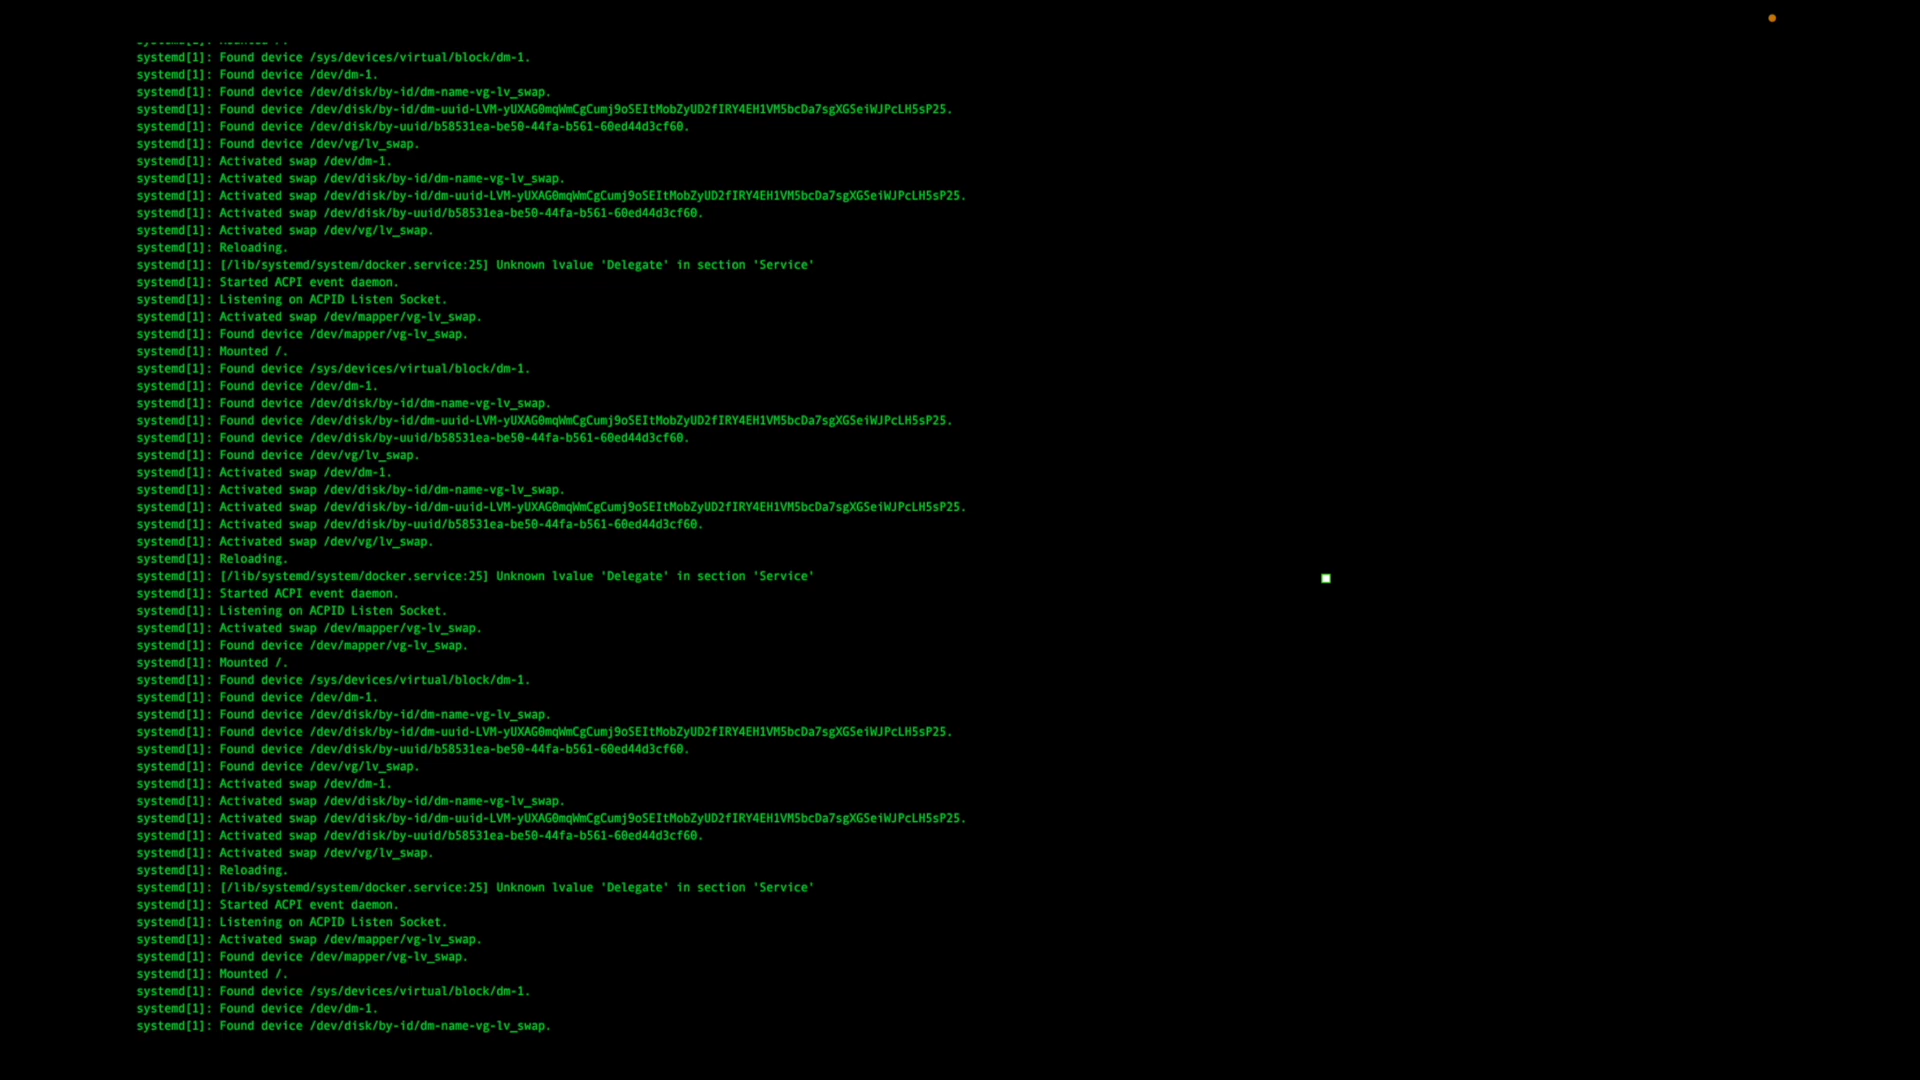 systemd[1]: Mounted /.
systemd[1]: Found device /sys/devices/virtual/block/dm-1.
systemd[1]: Found device /dev/dm-1.
systemd[1]: Found device /dev/disk/by-id/dm-name-vg-lv_swap.
systemd[1]: Found device /dev/disk/by-id/dm-uuid-LVM-yUXAG0mqWmCgCumj9oSEItMobZyUD2fIRY4EH1VM5bcDa7sgXGSeiWJPcLH5sP25.
systemd[1]: Found device /dev/disk/by-uuid/b58531ea-be50-44fa-b561-60ed44d3cf60.
systemd[1]: Found device /dev/vg/lv_swap.
systemd[1]: Activated swap /dev/dm-1.
systemd[1]: Activated swap /dev/disk/by-id/dm-name-vg-lv_swap.
systemd[1]: Activated swap /dev/disk/by-id/dm-uuid-LVM-yUXAG0mqWmCgCumj9oSEItMobZyUD2fIRY4EH1VM5bcDa7sgXGSeiWJPcLH5sP25.
systemd[1]: Activated swap /dev/disk/by-uuid/b58531ea-be50-44fa-b561-60ed44d3cf60.
systemd[1]: Activated swap /dev/vg/lv_swap.
systemd[1]: Reloading.
systemd[1]: [/lib/systemd/system/docker.service:25] Unknown lvalue 'Delegate' in section 'Service'
systemd[1]: Started ACPI event daemon.
systemd[1]: Listening on ACPID Listen Socket.
systemd[1]: Activated swap /dev/mapper/vg-lv_swap.
systemd[1]: Found device /dev/mapper/vg-lv_swap.
systemd[1]: Mounted /.
systemd[1]: Found device /sys/devices/virtual/block/dm-1.
systemd[1]: Found device /dev/dm-1.
systemd[1]: Found device /dev/disk/by-id/dm-name-vg-lv_swap.
systemd[1]: Found device /dev/disk/by-id/dm-uuid-LVM-yUXAG0mqWmCgCumj9oSEItMobZyUD2fIRY4EH1VM5bcDa7sgXGSeiWJPcLH5sP25.
systemd[1]: Found device /dev/disk/by-uuid/b58531ea-be50-44fa-b561-60ed44d3cf60.
systemd[1]: Found device /dev/vg/lv_swap.
systemd[1]: Activated swap /dev/dm-1.
systemd[1]: Activated swap /dev/disk/by-id/dm-name-vg-lv_swap.
systemd[1]: Activated swap /dev/disk/by-id/dm-uuid-LVM-yUXAG0mqWmCgCumj9oSEItMobZyUD2fIRY4EH1VM5bcDa7sgXGSeiWJPcLH5sP25.
systemd[1]: Activated swap /dev/disk/by-uuid/b58531ea-be50-44fa-b561-60ed44d3cf60.
systemd[1]: Activated swap /dev/vg/lv_swap.
systemd[1]: Reloading.
systemd[1]: [/lib/systemd/system/docker.service:25] Unknown lvalue 'Delegate' in section 'Service'
systemd[1]: Started ACPI event daemon.
systemd[1]: Listening on ACPID Listen Socket.
systemd[1]: Activated swap /dev/mapper/vg-lv_swap.
systemd[1]: Found device /dev/mapper/vg-lv_swap.
systemd[1]: Mounted /.
systemd[1]: Found device /sys/devices/virtual/block/dm-1.
systemd[1]: Found device /dev/dm-1.
systemd[1]: Found device /dev/disk/by-id/dm-name-vg-lv_swap.
systemd[1]: Found device /dev/disk/by-id/dm-uuid-LVM-yUXAG0mqWmCgCumj9oSEItMobZyUD2fIRY4EH1VM5bcDa7sgXGSeiWJPcLH5sP25.
systemd[1]: Found device /dev/disk/by-uuid/b58531ea-be50-44fa-b561-60ed44d3cf60.
systemd[1]: Found device /dev/vg/lv_swap.
systemd[1]: Activated swap /dev/dm-1.
systemd[1]: Activated swap /dev/disk/by-id/dm-name-vg-lv_swap.
systemd[1]: Activated swap /dev/disk/by-id/dm-uuid-LVM-yUXAG0mqWmCgCumj9oSEItMobZyUD2fIRY4EH1VM5bcDa7sgXGSeiWJPcLH5sP25.
systemd[1]: Activated swap /dev/disk/by-uuid/b58531ea-be50-44fa-b561-60ed44d3cf60.
systemd[1]: Activated swap /dev/vg/lv_swap.
systemd[1]: Reloading.
systemd[1]: [/lib/systemd/system/docker.service:25] Unknown lvalue 'Delegate' in section 'Service'
systemd[1]: Started ACPI event daemon.
systemd[1]: Listening on ACPID Listen Socket.
systemd[1]: Activated swap /dev/mapper/vg-lv_swap.
systemd[1]: Found device /dev/mapper/vg-lv_swap.
systemd[1]: Mounted /.
systemd[1]: Found device /sys/devices/virtual/block/dm-1.
systemd[1]: Found device /dev/dm-1.
systemd[1]: Found device /dev/disk/by-id/dm-name-vg-lv_swap.